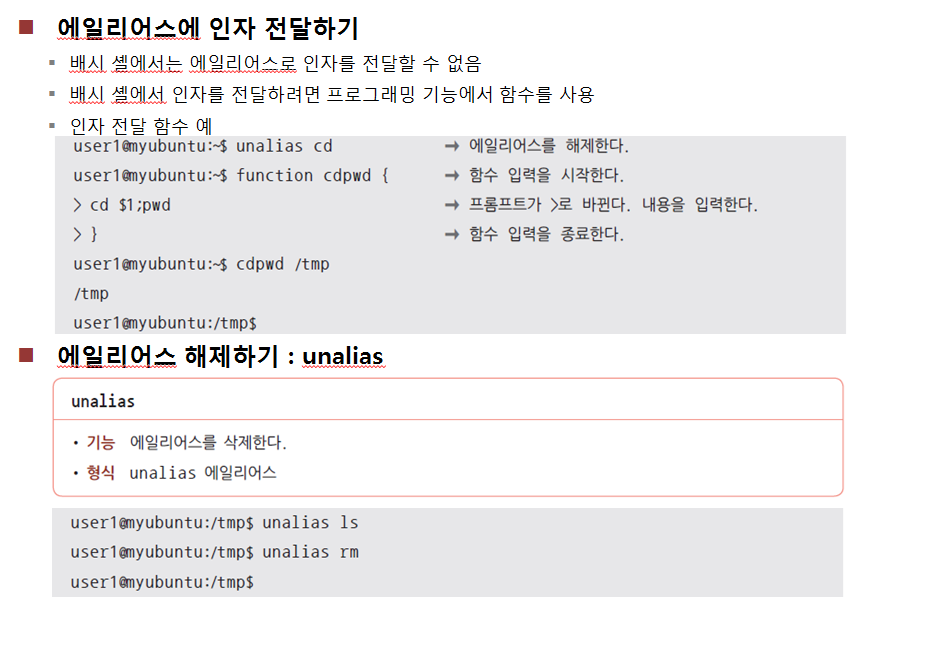 에일리어스에 인자 전달하기
배시 셸에서는 에일리어스로 인자를 전달할 수 없음
배시 셸에서 인자를 전달하려면 프로그래밍 기능에서 함수를 사용
인자 전달 함수 예
user1@myubuntu:~$ unalias cd → 에일리어스를 해제한다.
user1@myubuntu:~$ function cdpwd { → 함수 입력을 시작한다.
> cd $1;pwd → 프롬프트가 >로 바뀐다. 내용을 입력한다.
> } → 함수 입력을 종료한다.
user1@myubuntu:~$ cdpwd /tmp
/tmp
user1@myubuntu:/tmp$
에일리어스 해제하기 : unalias
unalias
• 기능 에일리어스를 삭제한다.
• 형식 unalias 에일리어스
user1@myubuntu:/tmp$ unalias ls
user1@myubuntu:/tmp$ unalias rm
user1@myubuntu:/tmp$